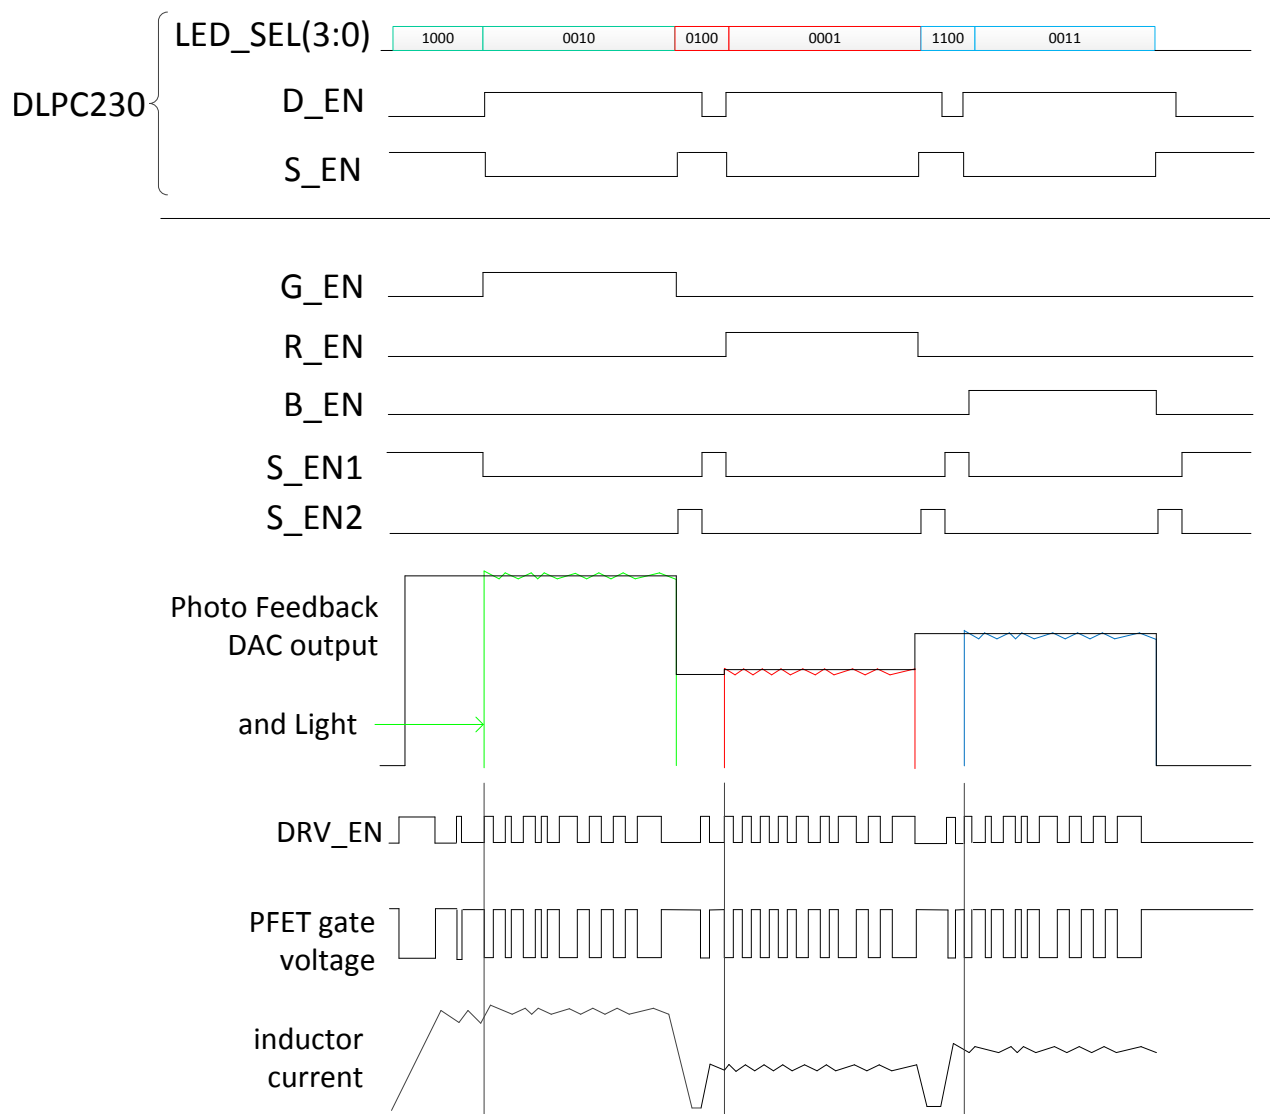 LED_SEL(3:0)
1000
0010
0100
0001
1100
0011
DLPC230
D_EN
S_EN
G_EN
R_EN
B_EN
S_EN1
S_EN2
Photo Feedback
DAC output
and Light
DRV_EN
PFET gate
voltage
inductor
current